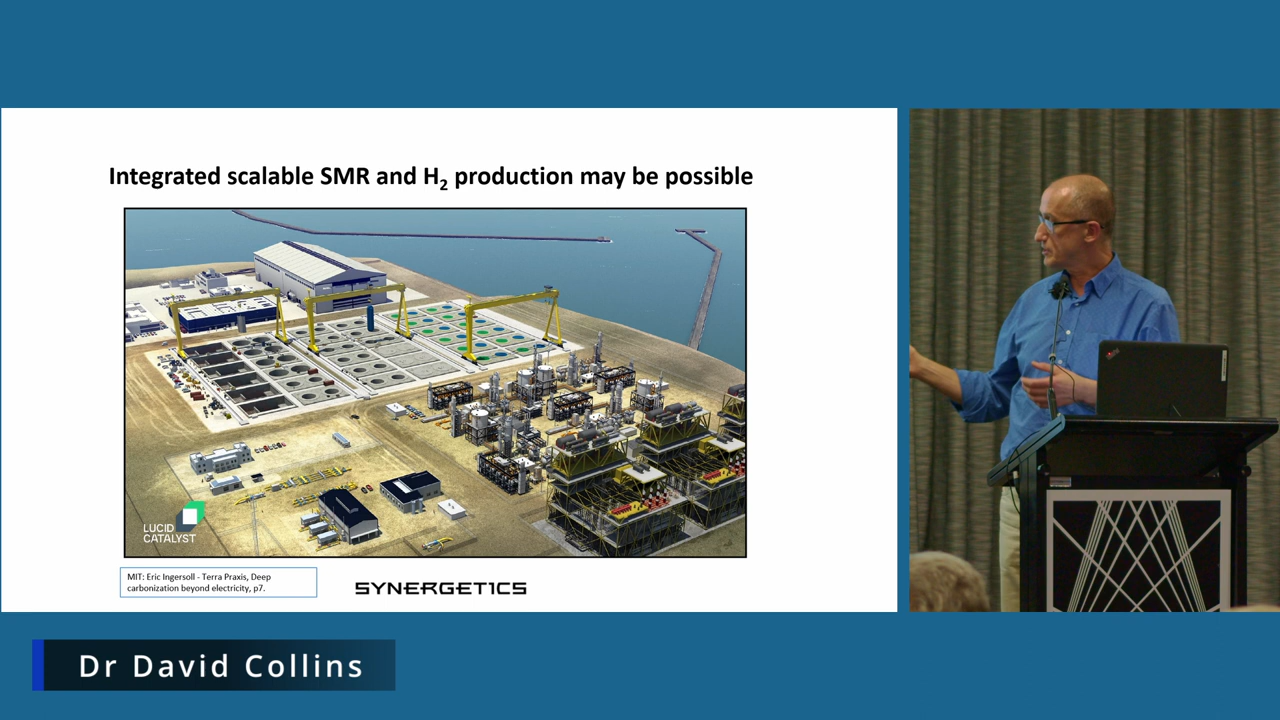 Integrated scalable SMR and H₂ production may be possible
LUCID
CATALYST
MIT: Eric Ingersoll - Terra Praxis, Deep
carbonization beyond electricity, p7.
SYNERGETICS
Dr David Collins